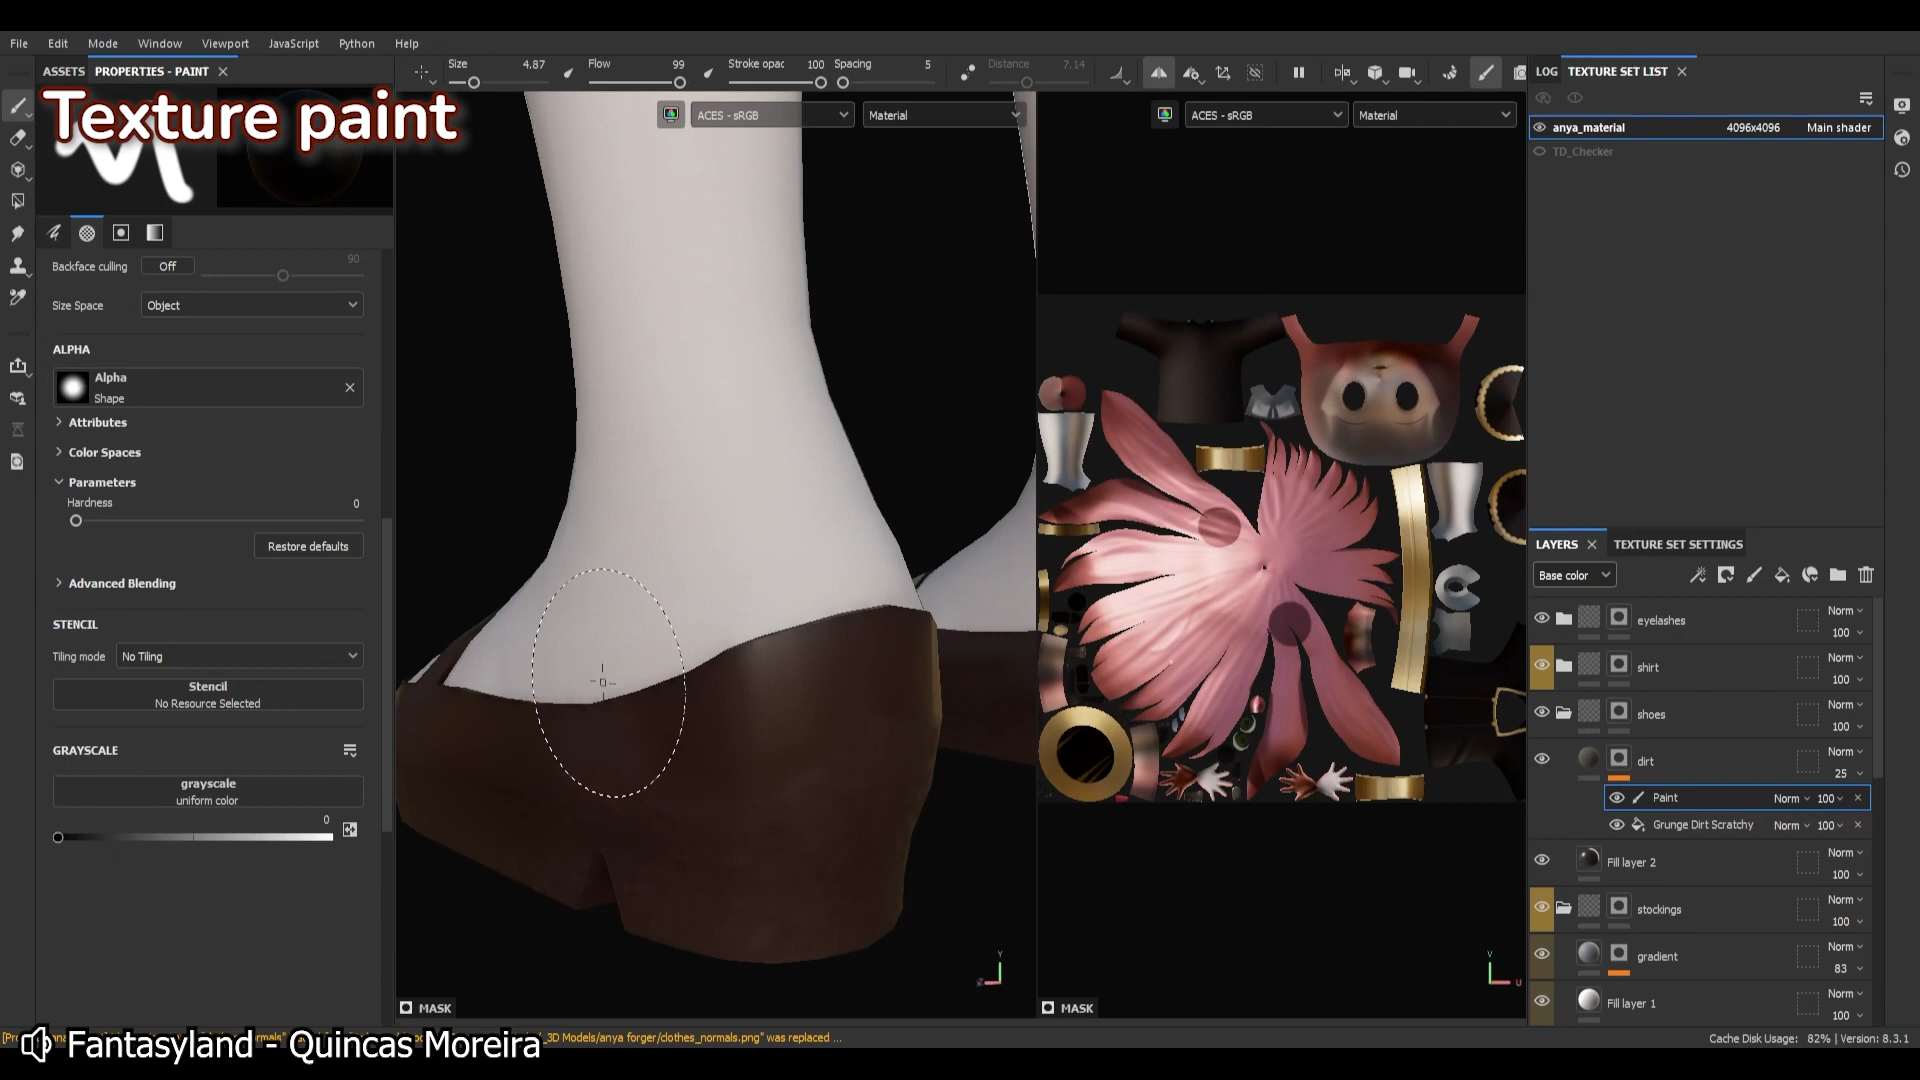 File Edit Mode Window Viewport JavaScript Python Help
ASSETS PROPERTIES - PAINT
Size 4.87 Flow 99 Stroke opac 100 Spacing 5 Distance 7.14
LOG TEXTURE SET LIST
Texture paint
ACES - sRGB Material
ACES - sRGB Material
anya_material 4096x4096 Main shader
TD_Checker
Backface culling Off 90
Size Space Object
ALPHA
Alpha
Shape
Attributes
Color Spaces
Parameters
Hardness 0
Restore defaults
Advanced Blending
STENCIL
Tiling mode No Tiling
Stencil
No Resource Selected
GRAYSCALE
grayscale
uniform color
0
Y
Z
V
U
MASK
MASK
LAYERS TEXTURE SET SETTINGS
Base color
eyelashes Norm 100
shirt Norm 100
shoes Norm 100
dirt Norm 25
Paint Norm 100
Grunge Dirt Scratchy Norm 100
Fill layer 2 Norm 100
stockings Norm 100
gradient Norm 83
Fill layer 1 Norm 100
_3D Models/anya forger/clothes_normals.png" was replaced ...
Fantasyland - Quincas Moreira
Cache Disk Usage: 82% | Version: 8.3.1